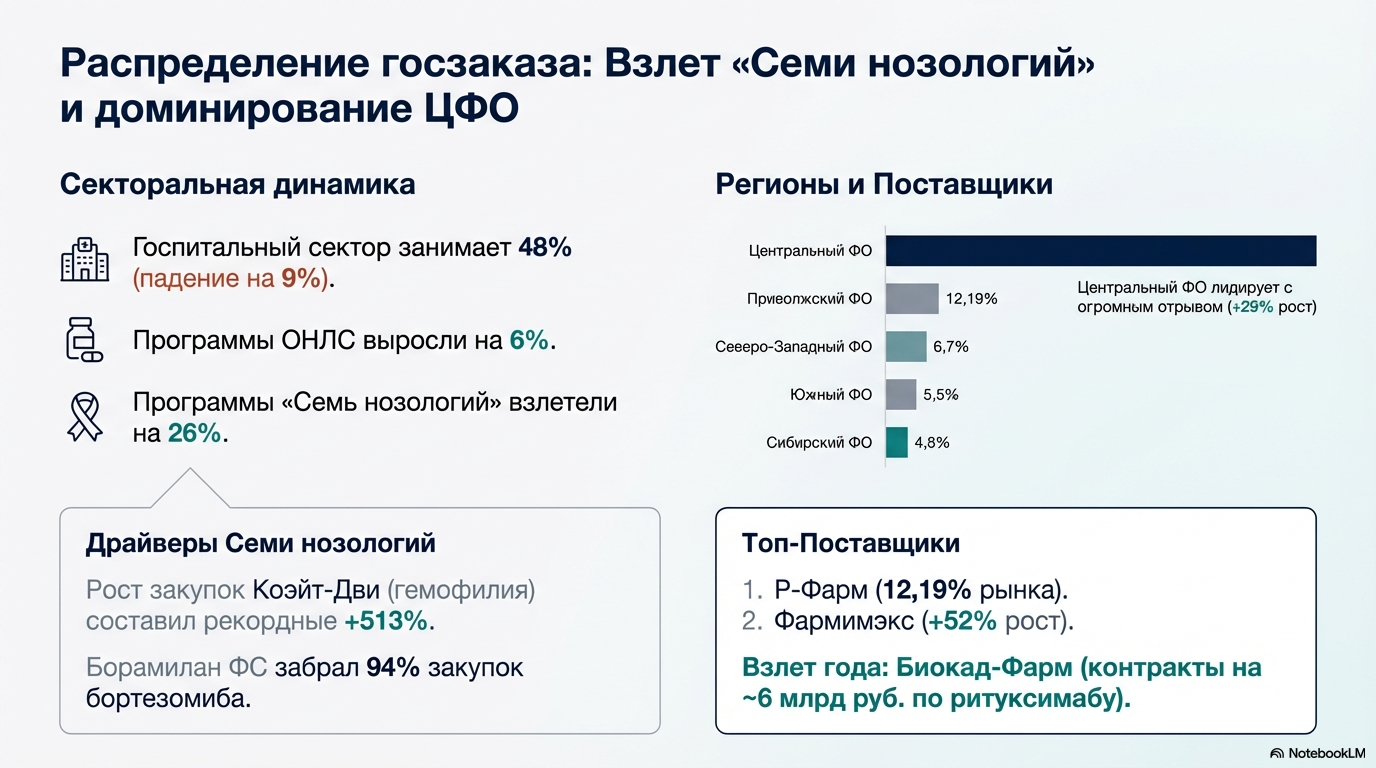 Распределение госзаказа: Взлет «Семи нозологий»
и доминирование ЦФО
Секторальная динамика
Госпитальный сектор занимает 48%
(падение на 9%).
Программы ОНЛС выросли на 6%.
Программы «Семь нозологий» взлетели
на 26%.
Драйверы Семи нозологий
Рост закупок Коэйт-Дви (гемофилия)
составил рекордные +513%.
Борамилан ФС забрал 94% закупок
бортезомиба.
Регионы и Поставщики
Центральный ФО
Центральный ФО лидирует с
огромным отрывом (+29% рост)
Приволжский ФО 12,19%
Северо-Западный ФО 6,7%
Южный ФО 5,5%
Сибирский ФО 4,8%
Топ-Поставщики
1. Р-Фарм (12,19% рынка).
2. Фармимэкс (+52% рост).
Взлет года: Биокад-Фарм (контракты на
~6 млрд руб. по ритуксимабу).
NotebookLM